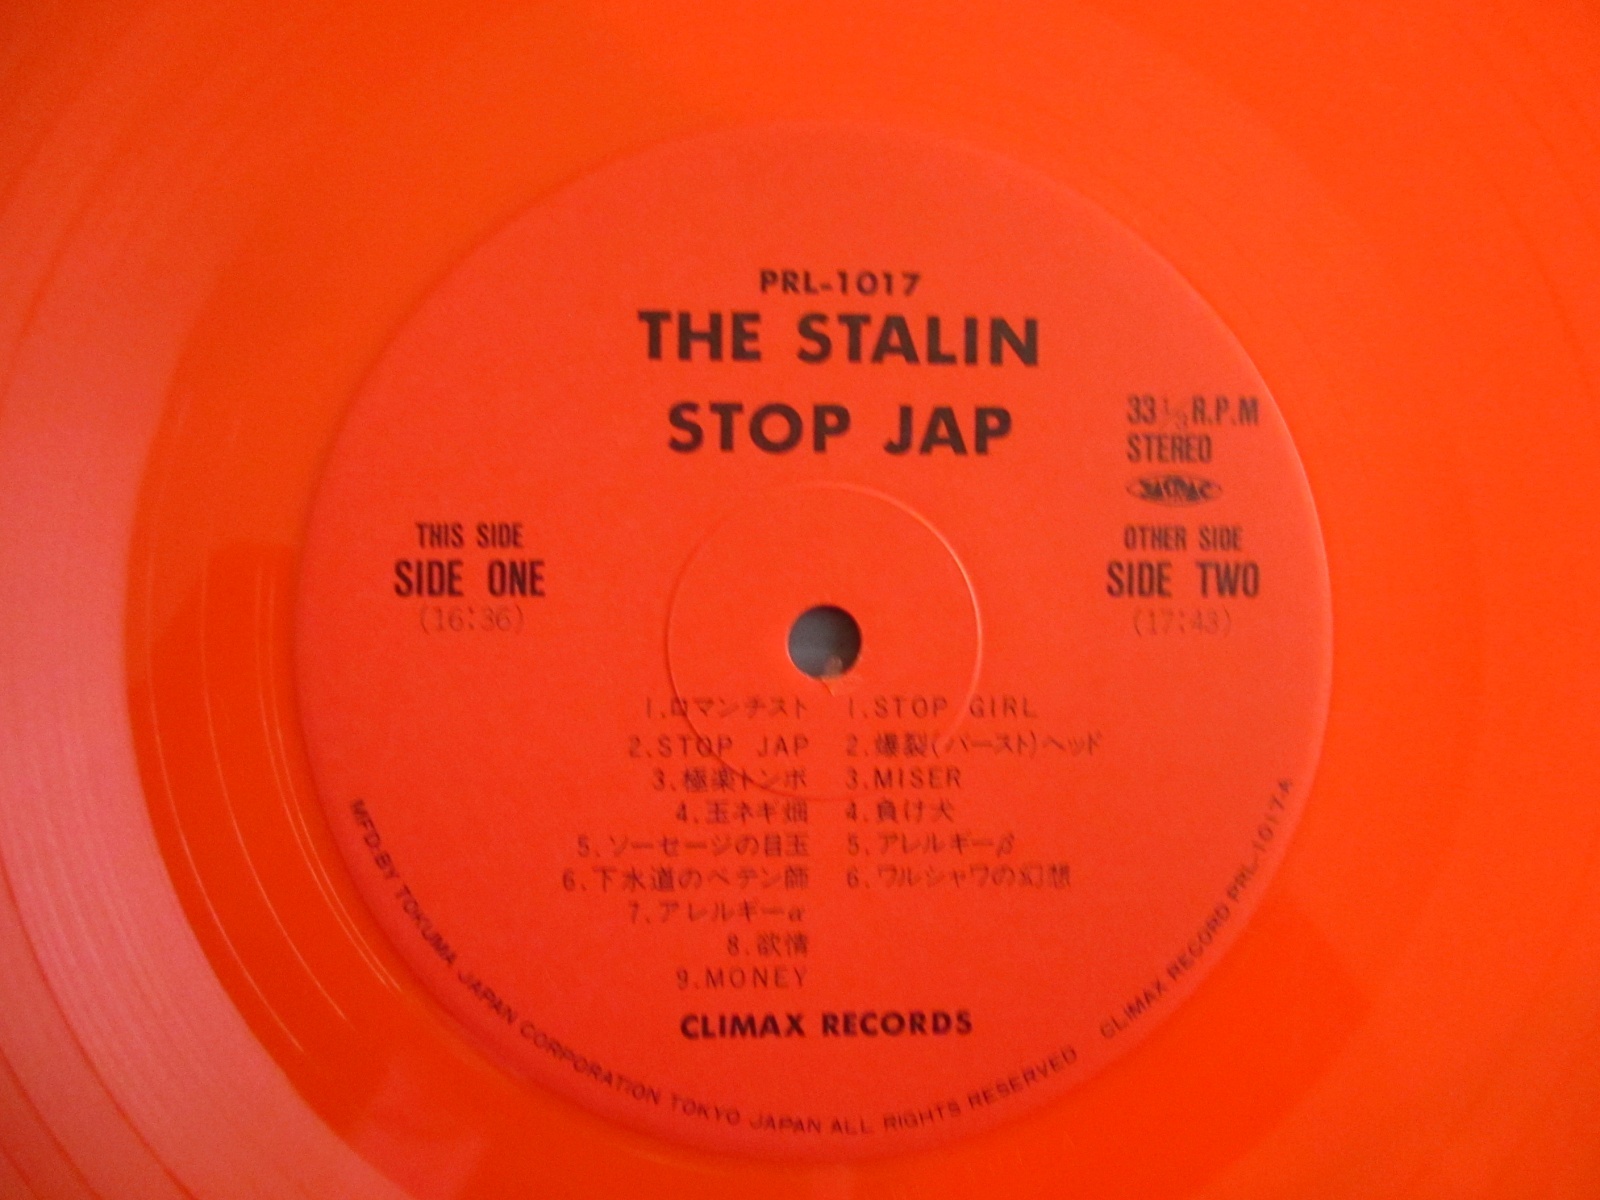 PRL-1017
THE STALIN
STOP JAP
33 1/3 R.P.M
STEREO
THIS SIDE
SIDE ONE
(16:36)
OTHER SIDE
SIDE TWO
(17:43)
1.ロマンチスト
2.STOP JAP
3.極楽トンボ
4.玉ネギ畑
5.ソーセージの目玉
6.下水道のペテン師
7.アレルギーα
8.欲情
9.MONEY
1.STOP GIRL
2.爆裂(バースト)ヘッド
3.MISER
4.負け犬
5.アレルギーβ
6.ワルシャワの幻想
CLIMAX RECORDS
MFD.BY TOKUMA JAPAN CORPORATION TOKYO JAPAN ALL RIGHTS RESERVED CLIMAX RECORD PRL-1017A